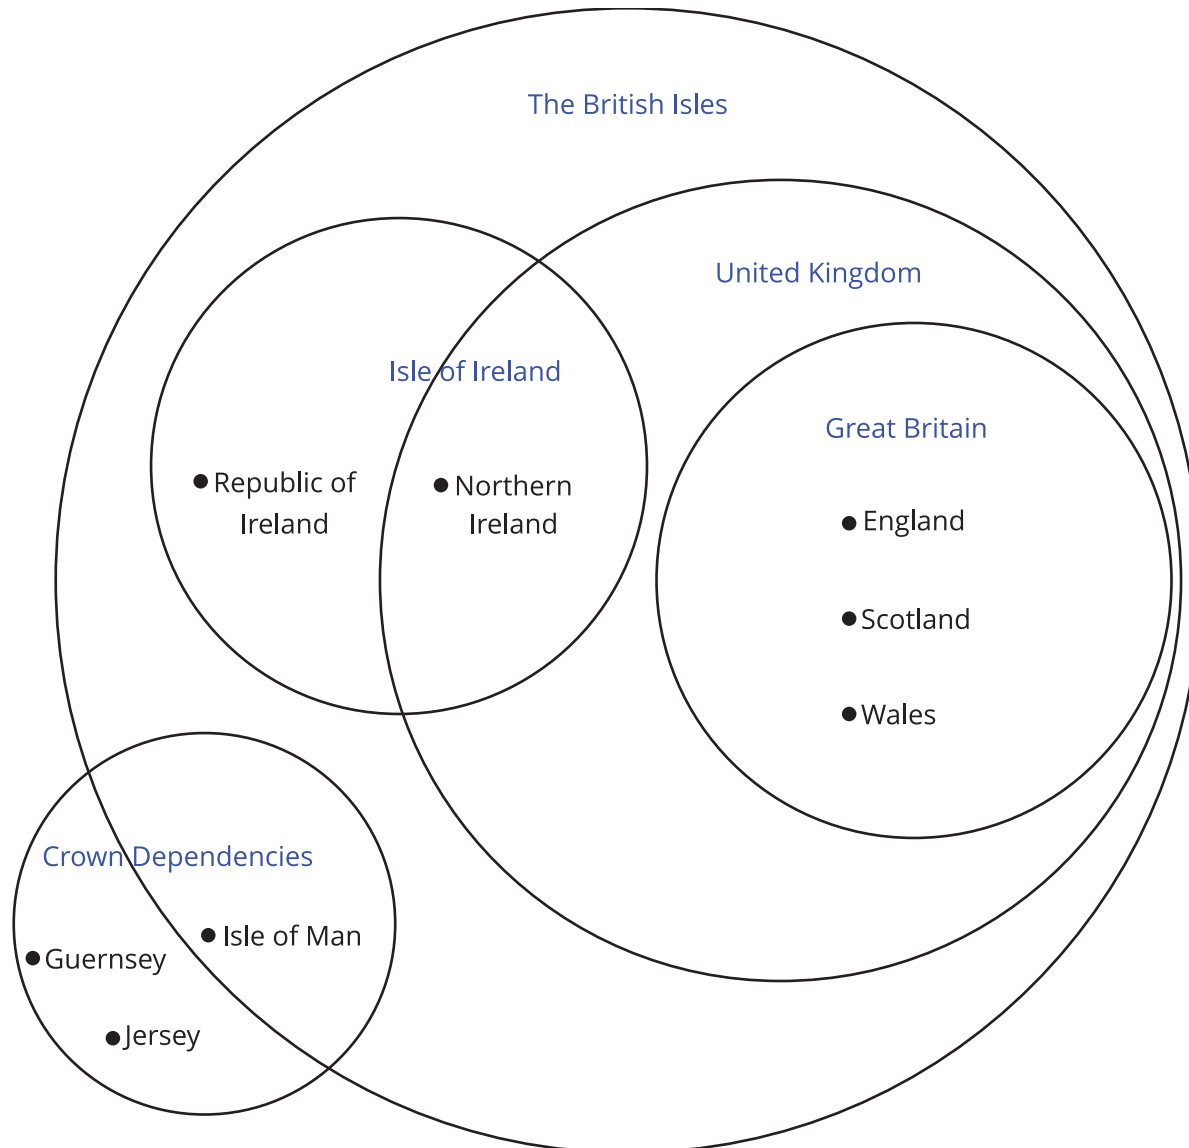 The British Isles
United Kingdom
Isle of Ireland
Great Britain
Republic of
Ireland
Northern
Ireland
England
Scotland
Wales
Crown Dependencies
Isle of Man
Guernsey
Jersey